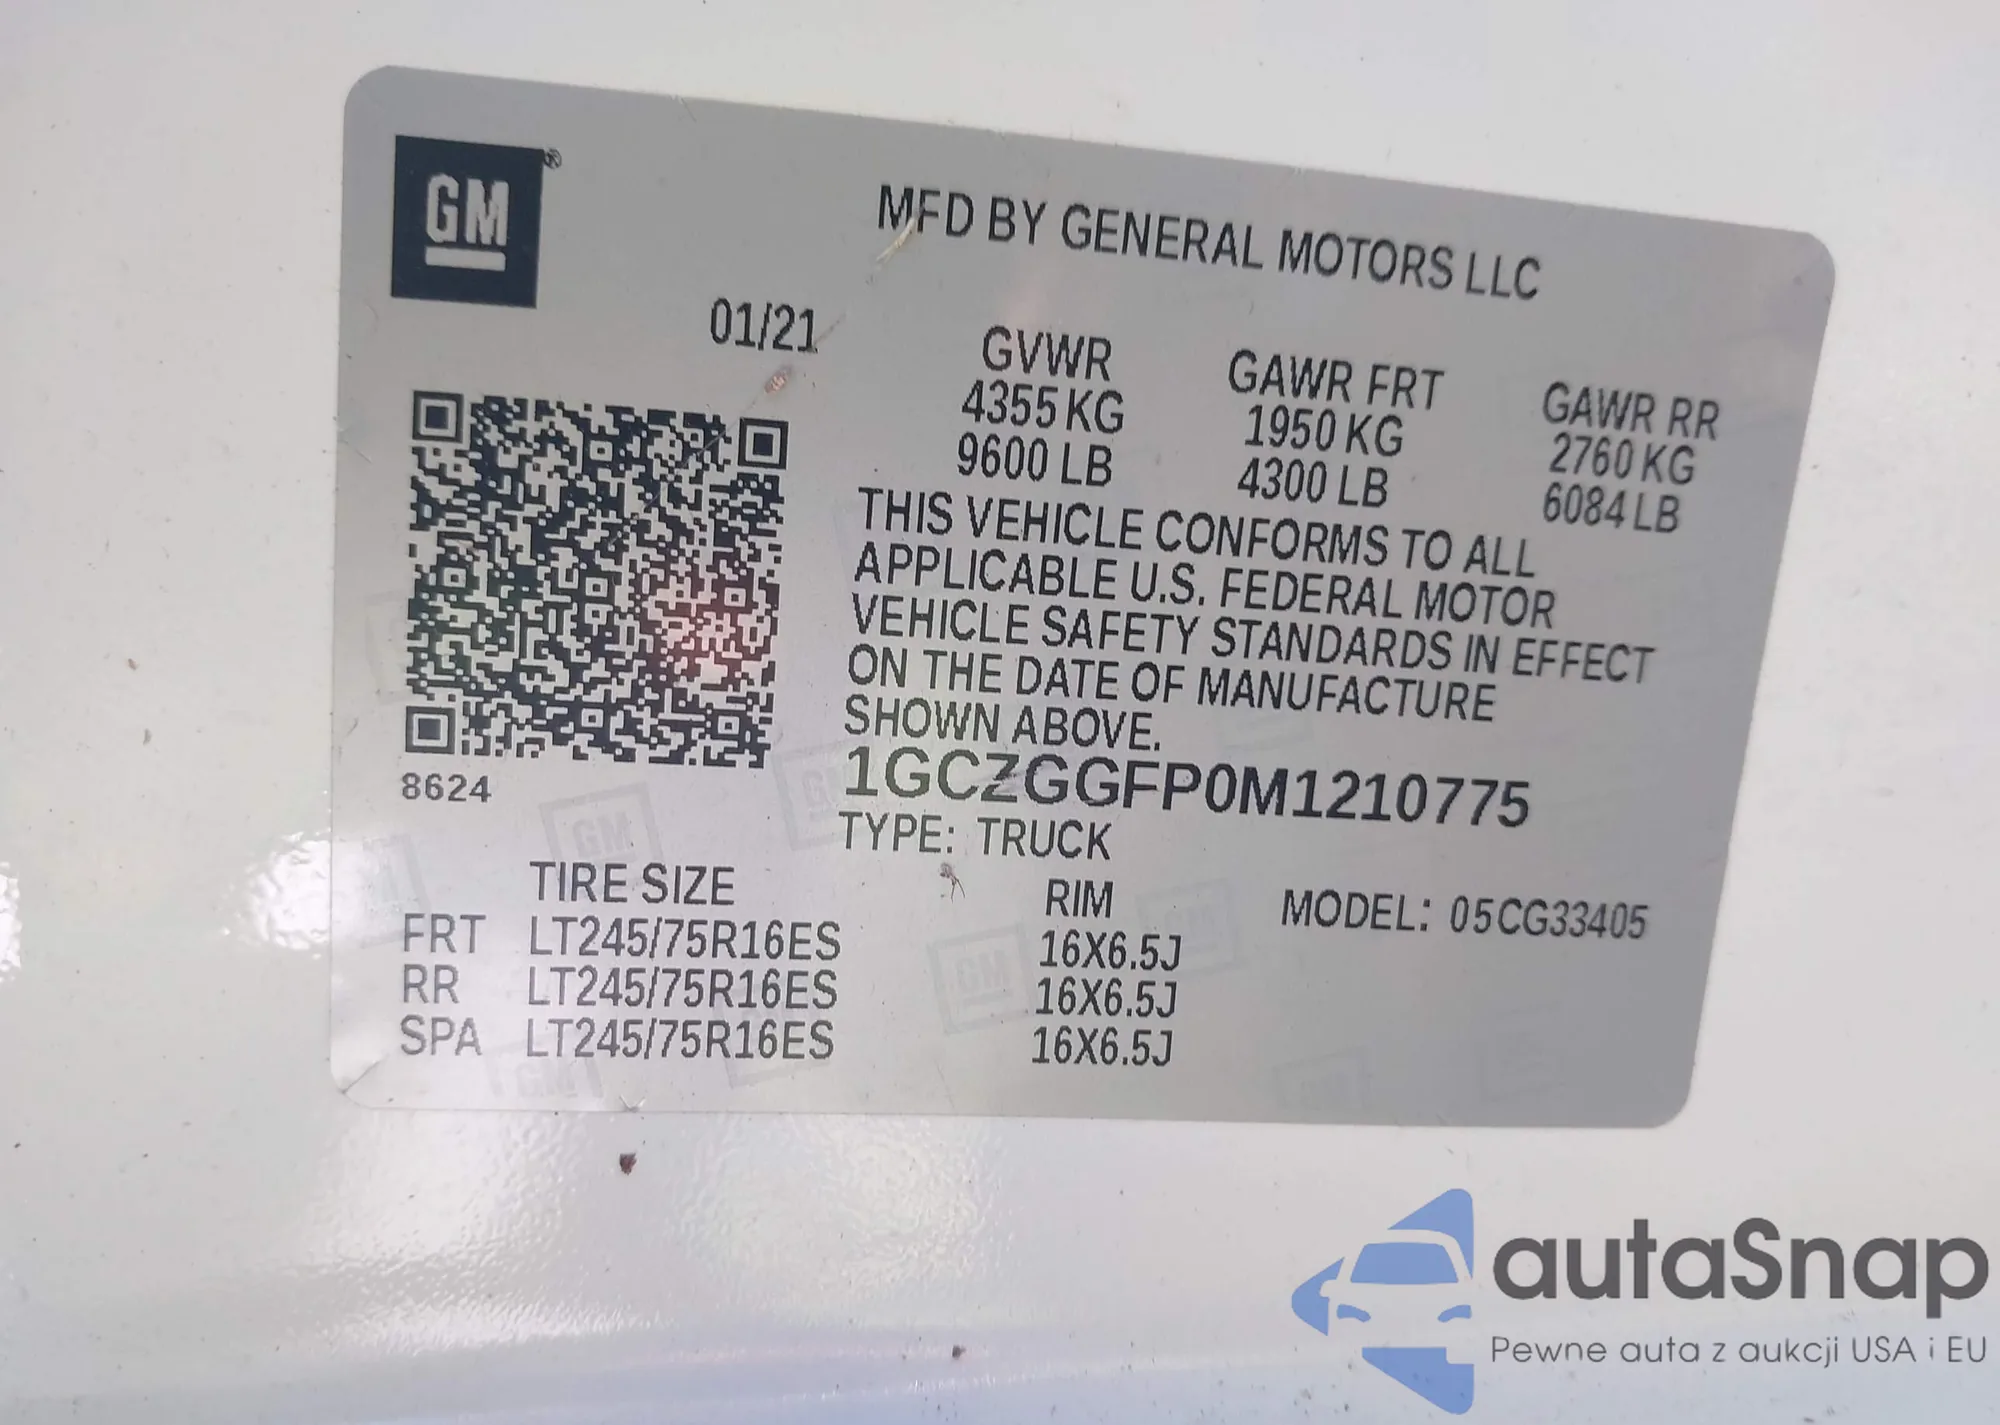 GM®
MFD BY GENERAL MOTORS LLC
01/21
GVWR GAWR FRT GAWR RR
4355 KG 1950 KG 2760 KG
9600 LB 4300 LB 6084 LB
THIS VEHICLE CONFORMS TO ALL
APPLICABLE U.S. FEDERAL MOTOR
VEHICLE SAFETY STANDARDS IN EFFECT
ON THE DATE OF MANUFACTURE
SHOWN ABOVE.
1GCZGGFP0M1210775
8624
TYPE: TRUCK
TIRE SIZE RIM MODEL: 05CG33405
FRT LT245/75R16ES 16X6.5J
RR LT245/75R16ES 16X6.5J
SPA LT245/75R16ES 16X6.5J
autaSnap
Pewne auta z aukcji USA i EU